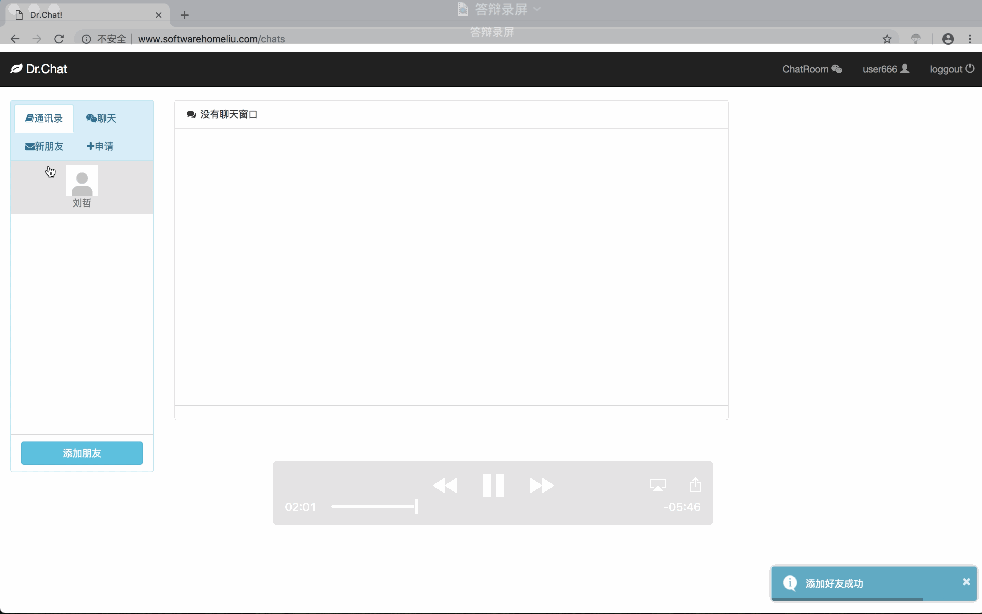 Dr.Chat!
答辩录屏
答辩录屏
不安全 www.softwarehomeliu.com/chats
Dr.Chat
ChatRoom user666 loggout
通讯录 聊天
新朋友 申请
刘哲
添加朋友
没有聊天窗口
02:01 -05:46
添加好友成功